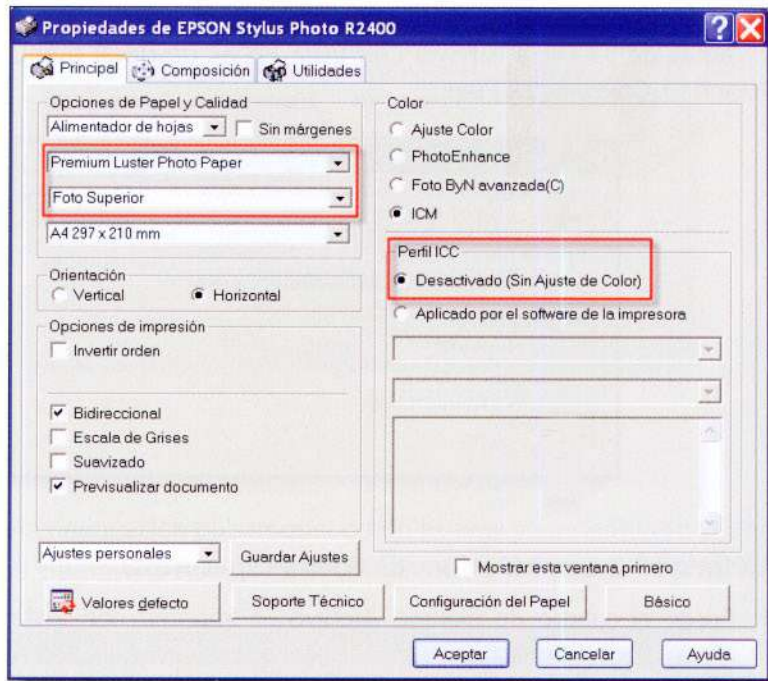 Propiedades de EPSON Stylus Photo R2400
Principal
Composición
Utilidades
Opciones de Papel y Calidad
Alimentador de hojas
Sin márgenes
Premium Luster Photo Paper
Foto Superior
A4 297 x 210 mm
Orientación
Vertical
Horizontal
Opciones de impresión
Invertir orden
Bidireccional
Escala de Grises
Suavizado
Previsualizar documento
Ajustes personales
Guardar Ajustes
Color
Ajuste Color
PhotoEnhance
Foto ByN avanzada(C)
ICM
Perfil ICC
Desactivado (Sin Ajuste de Color)
Aplicado por el software de la impresora
Mostrar esta ventana primero
Valores defecto
Soporte Técnico
Configuración del Papel
Básico
Aceptar
Cancelar
Ayuda